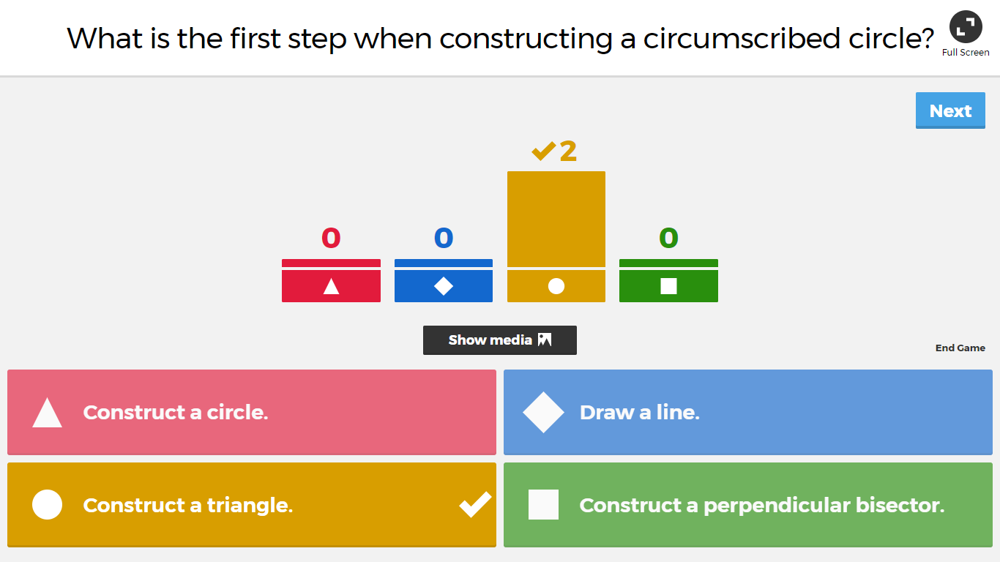 What is the first step when constructing a circumscribed circle?
Full Screen
Next
2
0
0
0
Show media
End Game
Construct a circle.
Draw a line.
Construct a triangle.
Construct a perpendicular bisector.